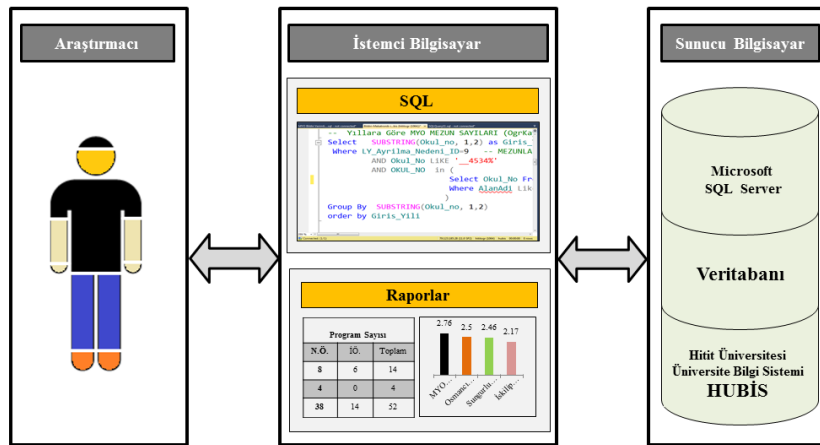 Araştırmacı
İstemci Bilgisayar
SQL
-- Yıllara Göre MYO MEZUN SAYILARI (OgrKa
Select SUBSTRING(Okul_no, 1,2) as Giris_
Where LY_Ayrilma_Nedeni_ID=9 -- MEZUNLA
AND Okul_No LIKE '__4534%'
AND OKUL_NO in (
Select Okul_No Fr
Where AlanAdi Lik
)
Group By SUBSTRING(Okul_no, 1,2)
order by Giris_Yili
Raporlar
Program Sayısı
N.Ö. İÖ. Toplam
8 6 14
4 0 4
38 14 52
2.76 2.5 2.46 2.17
MYO... Osmancı... Sungurlu... İskilip...
Sunucu Bilgisayar
Microsoft
SQL Server
Veritabanı
Hitit Üniversitesi
Üniversite Bilgi Sistemi
HUBİS